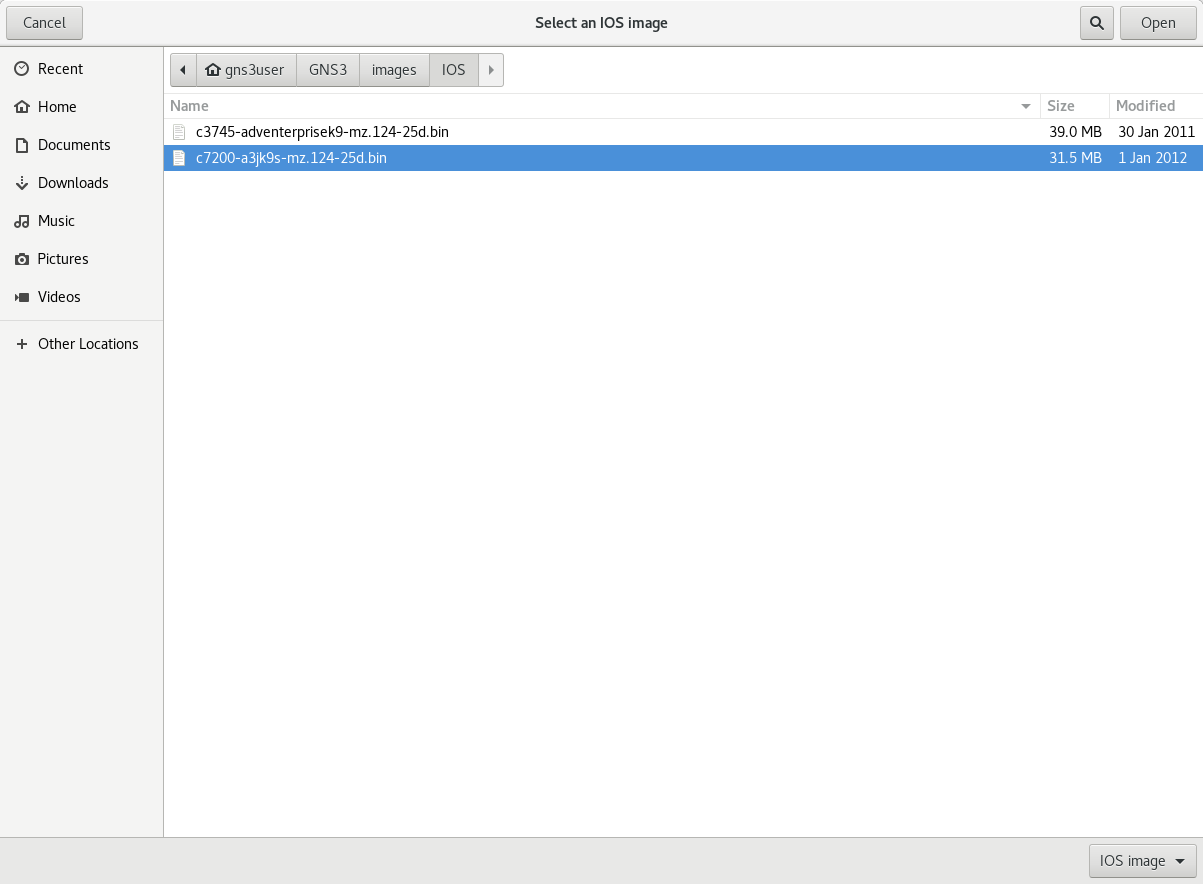 Cancel Select an IOS image Open
Recent
Home
Documents
Downloads
Music
Pictures
Videos
Other Locations
gns3user GNS3 images IOS
Name Size Modified
c3745-adventerprisek9-mz.124-25d.bin 39.0 MB 30 Jan 2011
c7200-a3jk9s-mz.124-25d.bin 31.5 MB 1 Jan 2012
IOS image